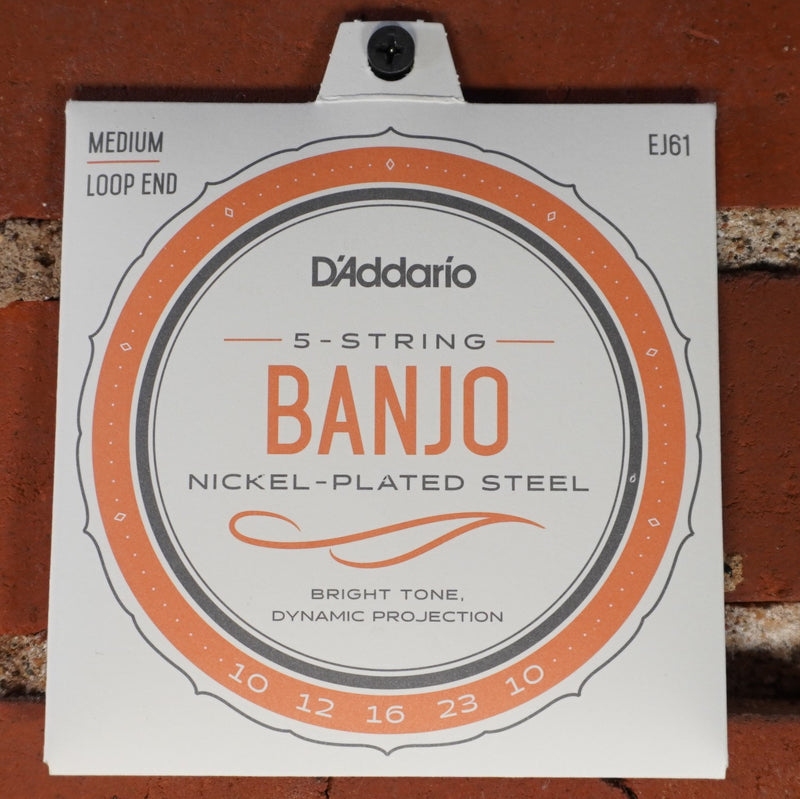 MEDIUM
LOOP END
EJ61
D'Addario
5-STRING
BANJO
NICKEL-PLATED STEEL
BRIGHT TONE,
DYNAMIC PROJECTION
10 12 16 23 10